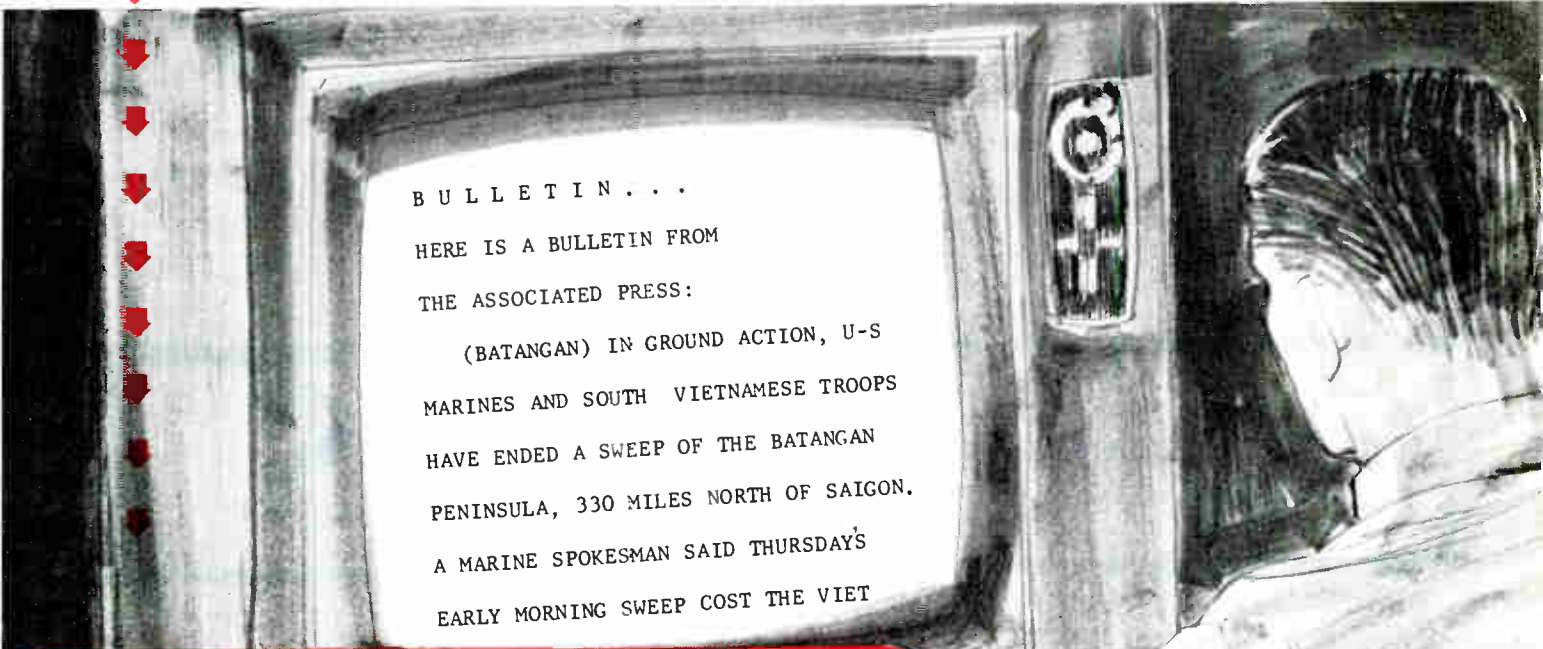 B U L L E T I N . . .
HERE IS A BULLETIN FROM
THE ASSOCIATED PRESS:
(BATANGAN) IN GROUND ACTION, U-S
MARINES AND SOUTH VIETNAMESE TROOPS
HAVE ENDED A SWEEP OF THE BATANGAN
PENINSULA, 330 MILES NORTH OF SAIGON.
A MARINE SPOKESMAN SAID THURSDAY'S
EARLY MORNING SWEEP COST THE VIET